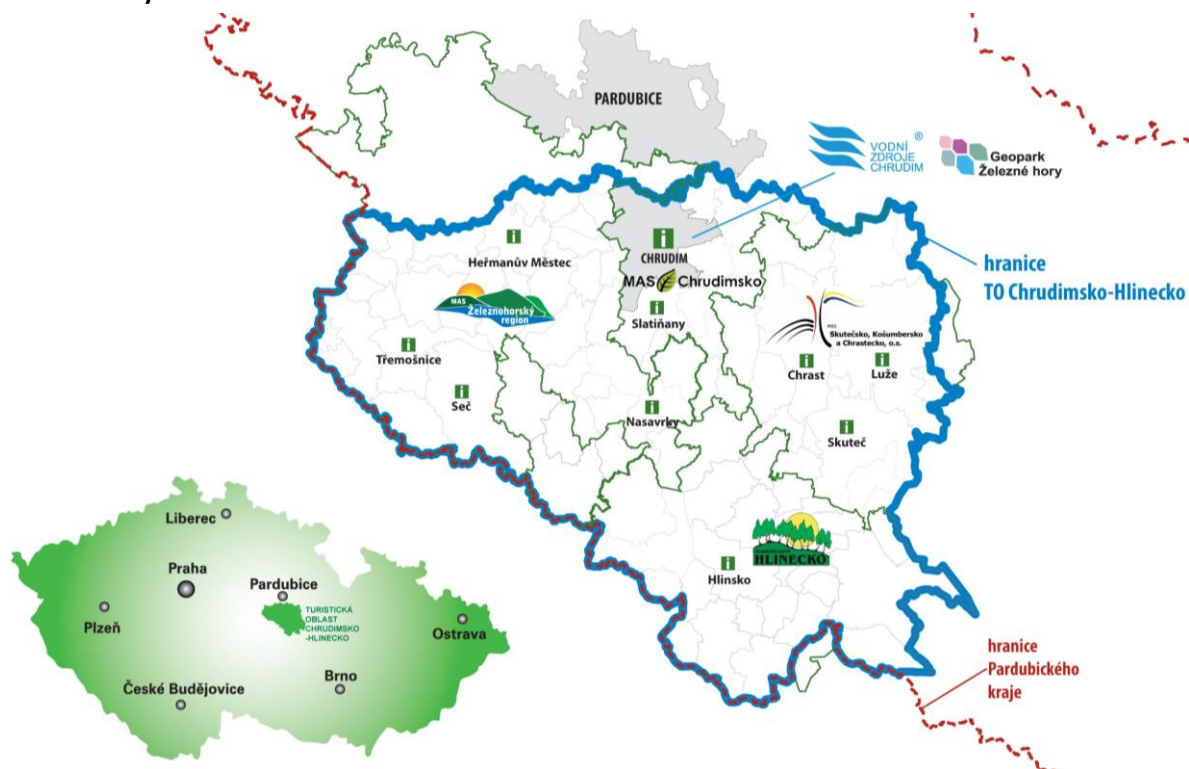 PARDUBICE
VODNÍ
ZDROJE
CHRUDIM
®
Geopark
Železné hory
hranice
TO Chrudimsko-Hlinecko
i
CHRUDIM
i
Heřmanův Městec
MAS Chrudimsko
MAS
Železnohorský
region
i
Slatiňany
MAS
Skutečsko, Košumbersko
a Chrastecko, o.s.
i
Třemošnice
i
Chrast
i
Luže
i
Seč
i
Nasavrky
i
Skuteč
HLINECKO
i
Hlinsko
Liberec
Praha
Pardubice
TURISTICKÁ
OBLAST
CHRUDIMSKO
-HLINECKO
Plzeň
Ostrava
České Budějovice
Brno
hranice
Pardubického
kraje